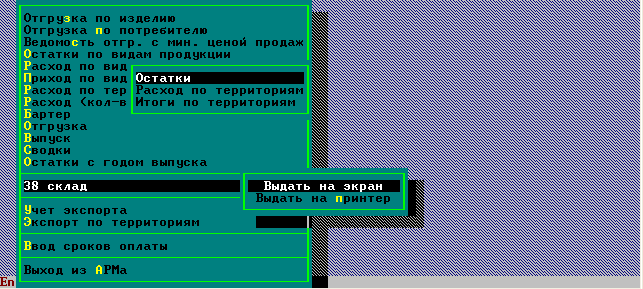 Отгрузка по изделию
Отгрузка по потребителю
Ведомость отгр. с мин. ценой продаж
Остатки по видам продукции
Расход по вид
Приход по вид
Расход по тер
Расход (кол-в
Остатки
Расход по территориям
Итоги по территориям
Бартер
Отгрузка
Выпуск
Сводки
Остатки с годом выпуска
38 склад
Выдать на экран
Выдать на принтер
Учет экспорта
Экспорт по территориям
Ввод сроков оплаты
Выход из АРМа
En